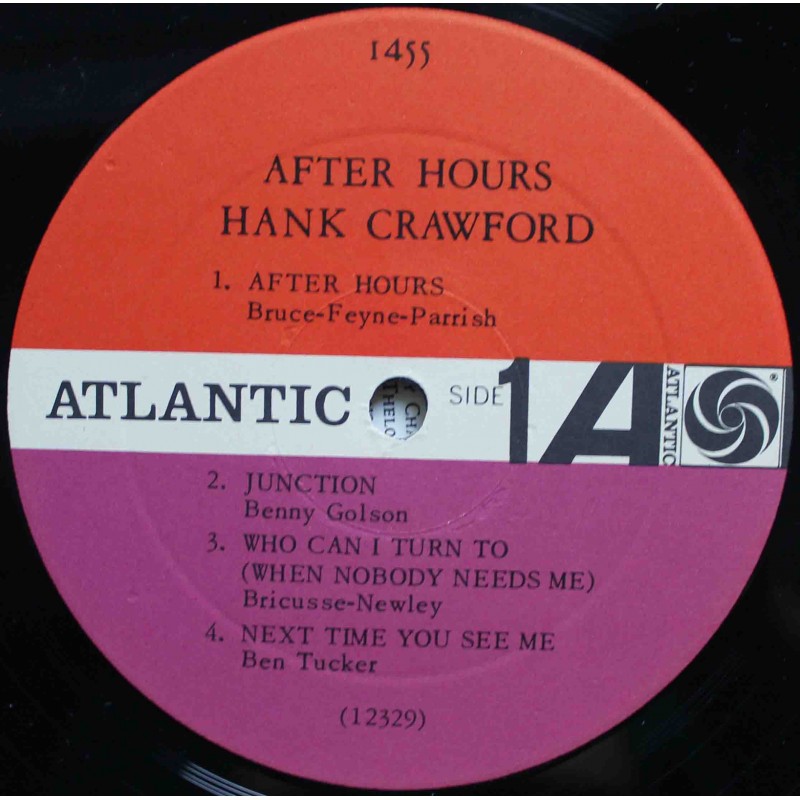 1455
AFTER HOURS
HANK CRAWFORD
1. AFTER HOURS
Bruce-Feyne-Parrish
ATLANTIC
SIDE 1A
ATLANTIC
®
2. JUNCTION
Benny Golson
3. WHO CAN I TURN TO
(WHEN NOBODY NEEDS ME)
Bricusse-Newley
4. NEXT TIME YOU SEE ME
Ben Tucker
(12329)